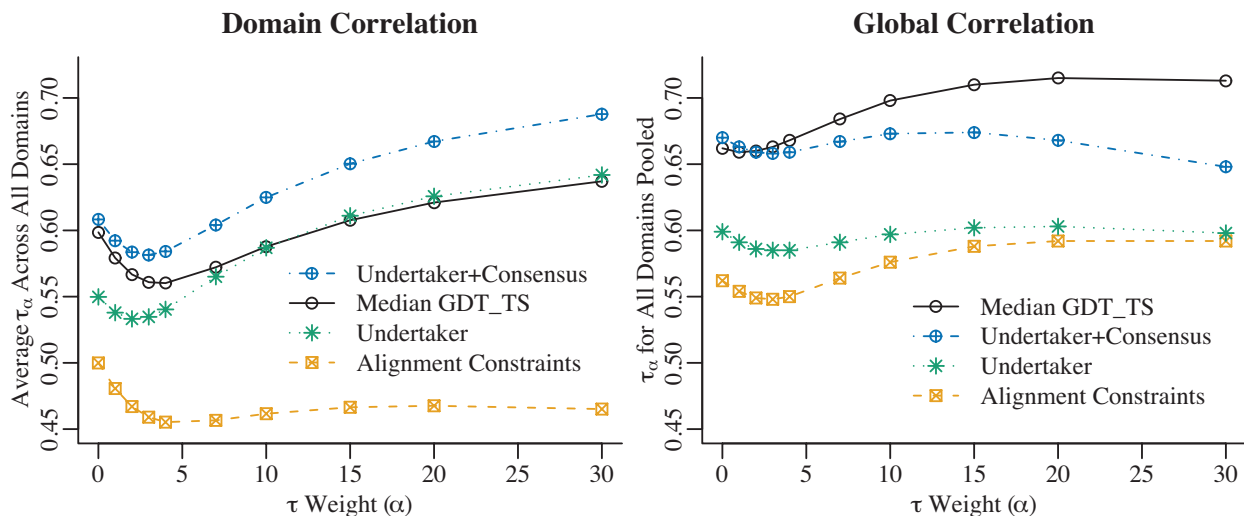 Domain Correlation
Average τα Across All Domains
0.70
0.65
0.60
0.55
0.50
0.45
Undertaker+Consensus
Median GDT_TS
Undertaker
Alignment Constraints
0 5 10 15 20 25 30
τ Weight (α)
Global Correlation
τα for All Domains Pooled
0.70
0.65
0.60
0.55
0.50
0.45
Median GDT_TS
Undertaker+Consensus
Undertaker
Alignment Constraints
0 5 10 15 20 25 30
τ Weight (α)